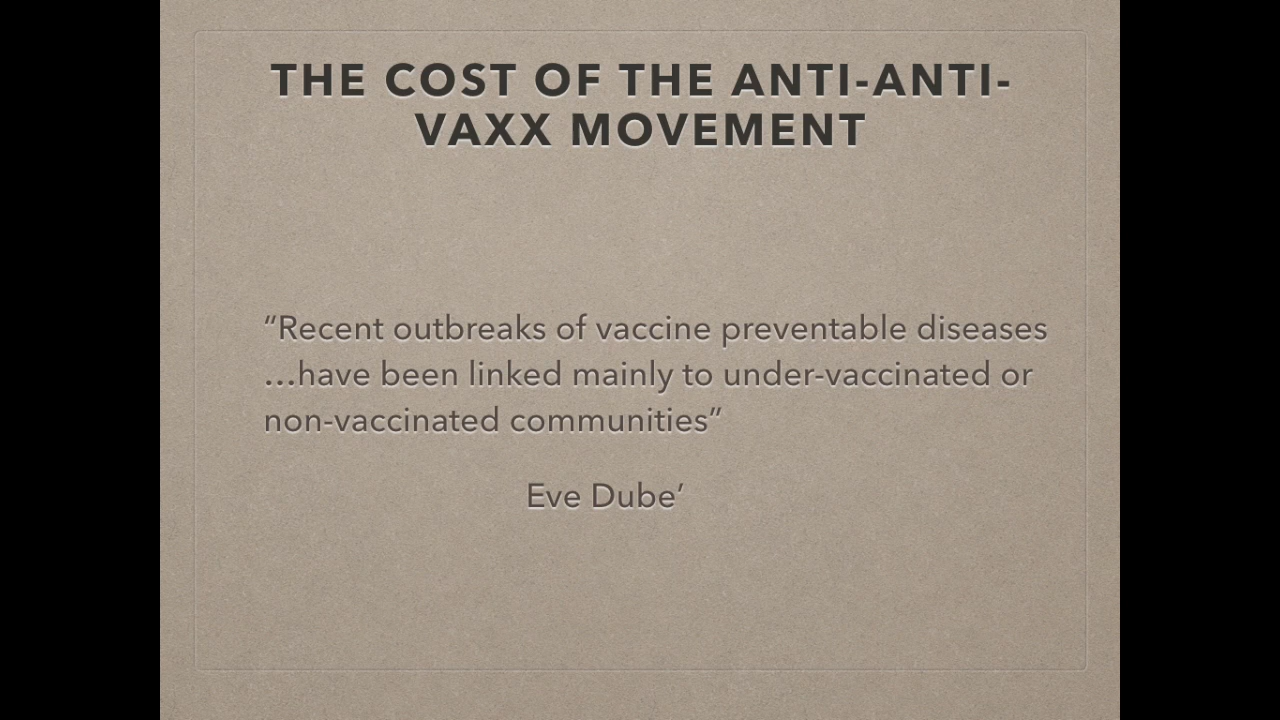 THE COST OF THE ANTI-ANTI-
VAXX MOVEMENT
“Recent outbreaks of vaccine preventable diseases
…have been linked mainly to under-vaccinated or
non-vaccinated communities”
Eve Dube’